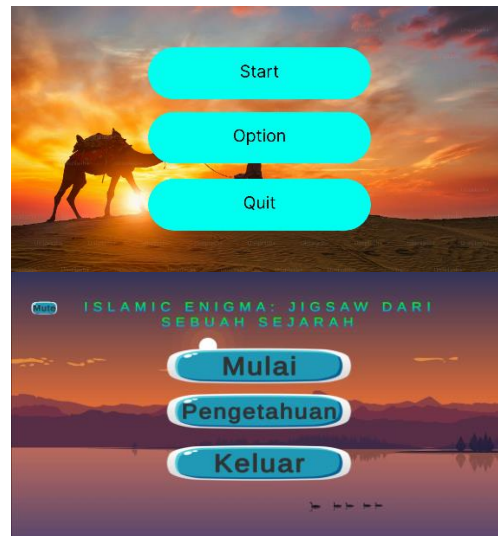 Start
Option
Quit
Mute
ISLAMIC ENIGMA: JIGSAW DARI
SEBUAH SEJARAH
Mulai
Pengetahuan
Keluar